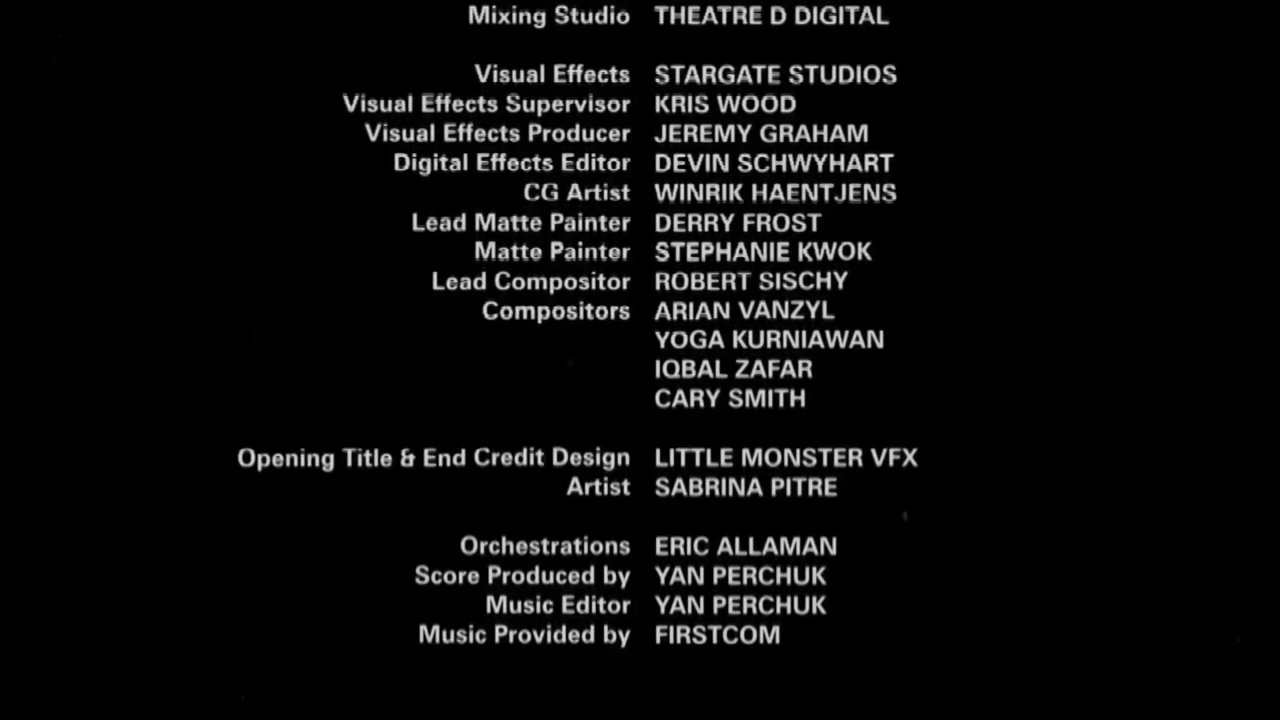 Mixing Studio THEATRE D DIGITAL
Visual Effects STARGATE STUDIOS
Visual Effects Supervisor KRIS WOOD
Visual Effects Producer JEREMY GRAHAM
Digital Effects Editor DEVIN SCHWYHART
CG Artist WINRIK HAENTJENS
Lead Matte Painter DERRY FROST
Matte Painter STEPHANIE KWOK
Lead Compositor ROBERT SISCHY
Compositors ARIAN VANZYL
YOGA KURNIAWAN
IQBAL ZAFAR
CARY SMITH
Opening Title & End Credit Design LITTLE MONSTER VFX
Artist SABRINA PITRE
Orchestrations ERIC ALLAMAN
Score Produced by YAN PERCHUK
Music Editor YAN PERCHUK
Music Provided by FIRSTCOM